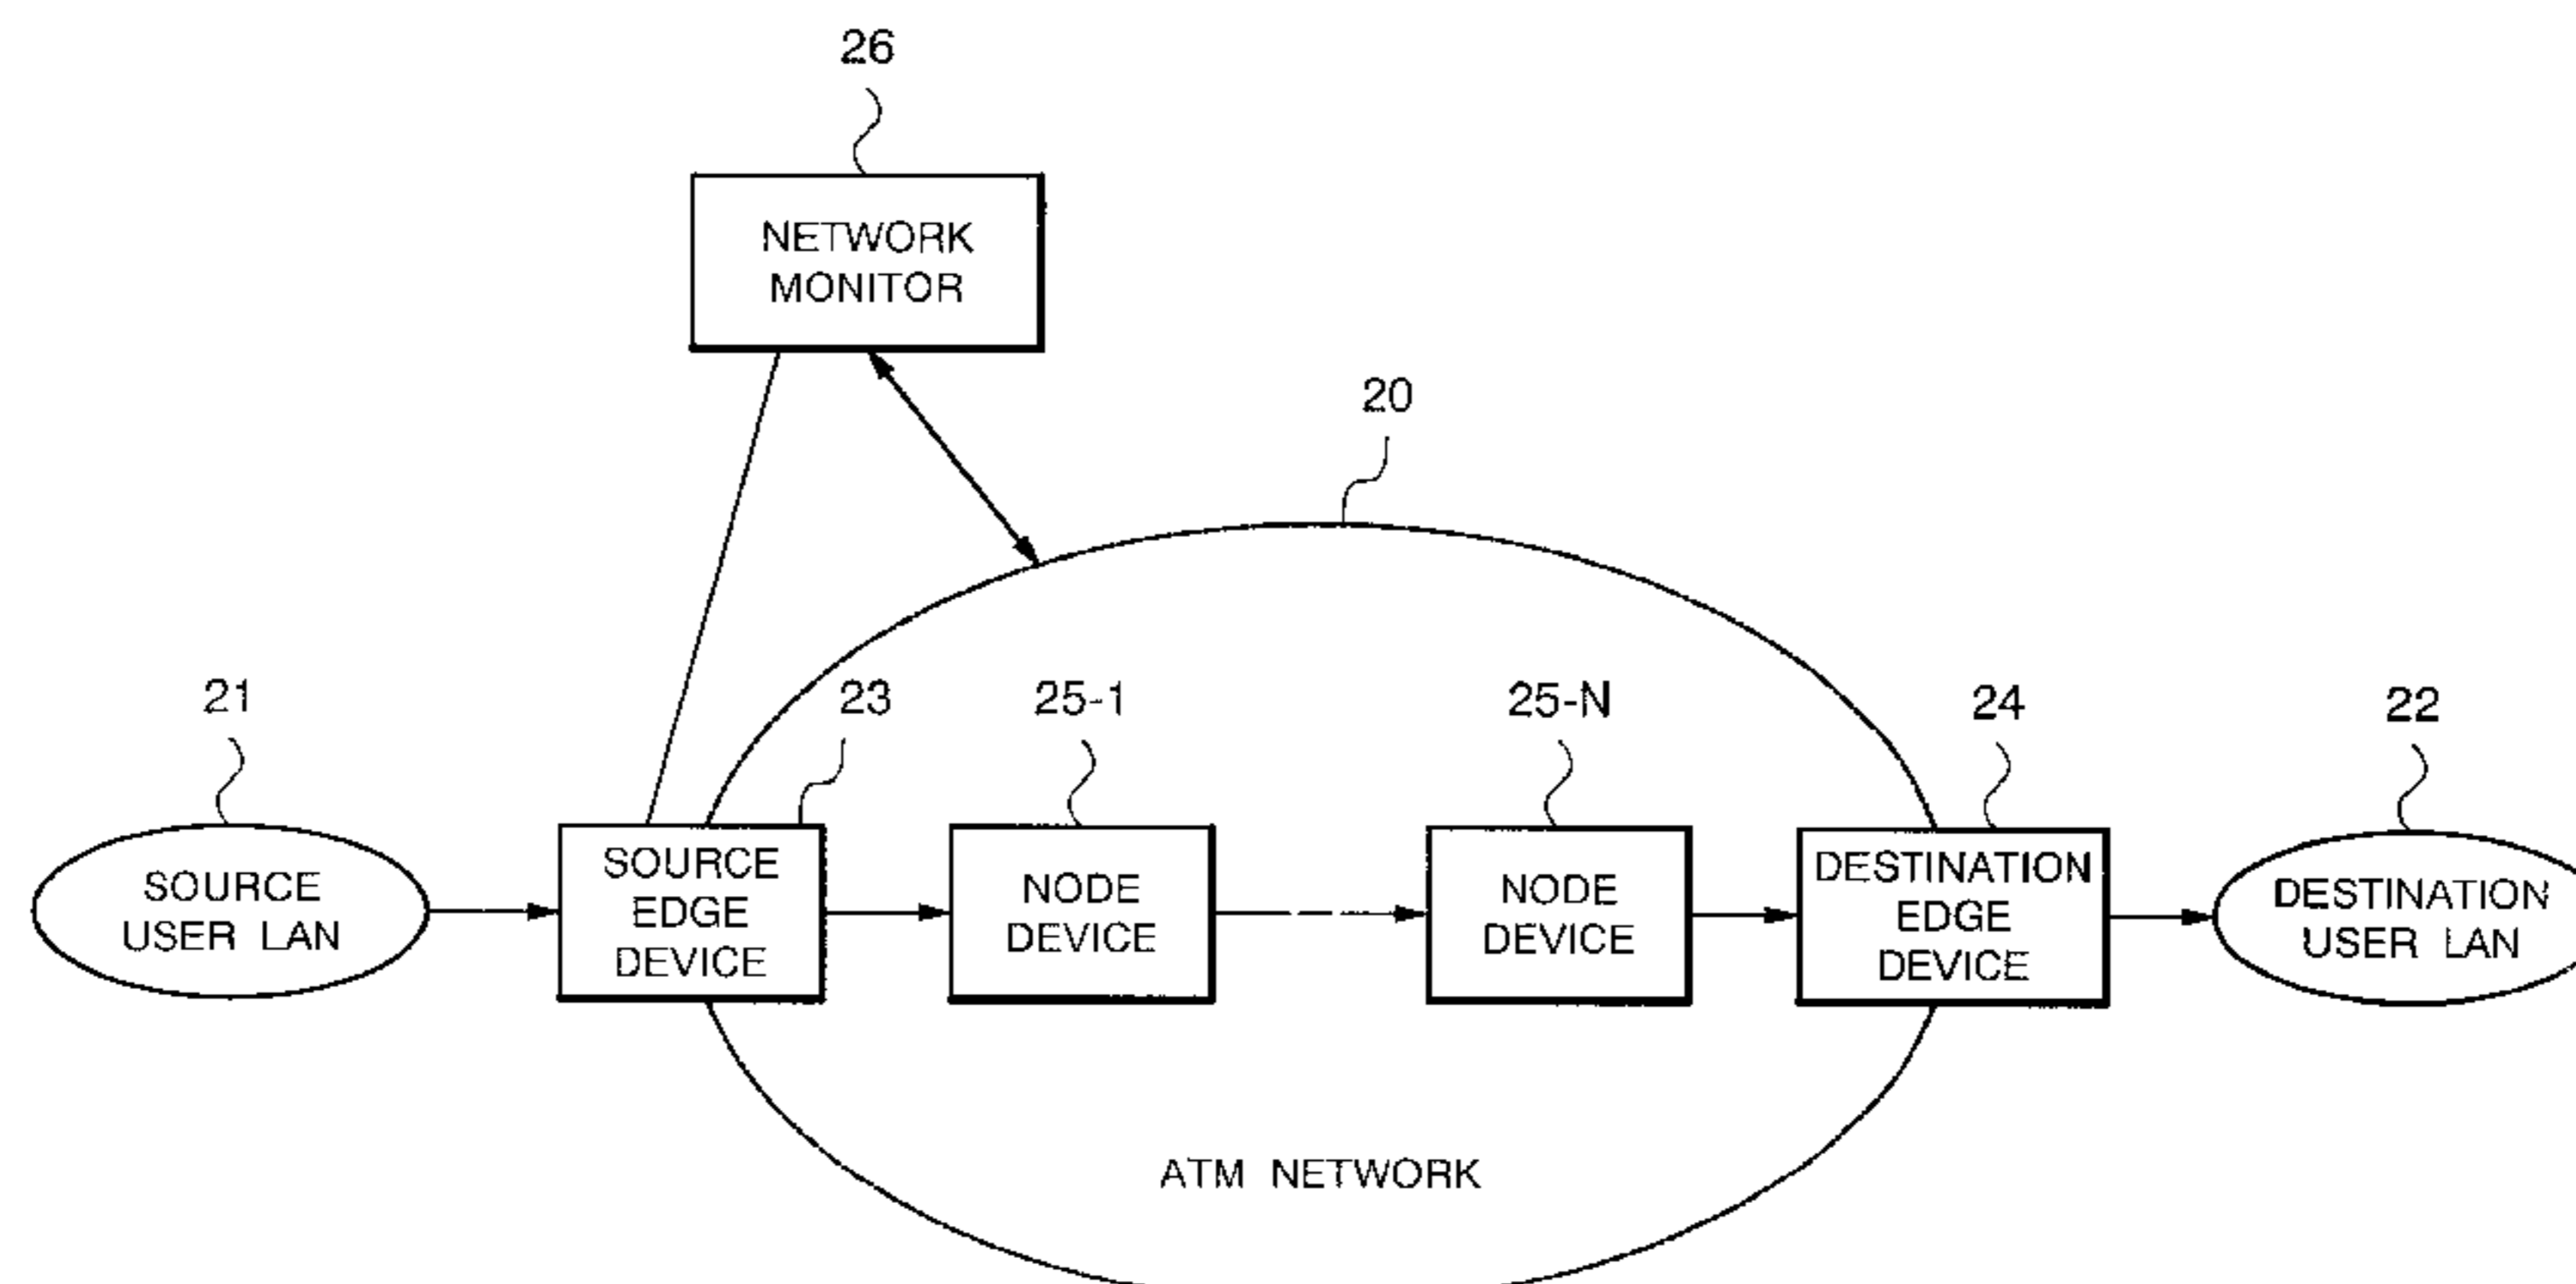 26
NETWORK
MONITOR
20
21
23
25-1
25-N
24
22
SOURCE
USER LAN
SOURCE
EDGE
DEVICE
NODE
DEVICE
NODE
DEVICE
DESTINATION
EDGE
DEVICE
DESTINATION
USER LAN
ATM NETWORK